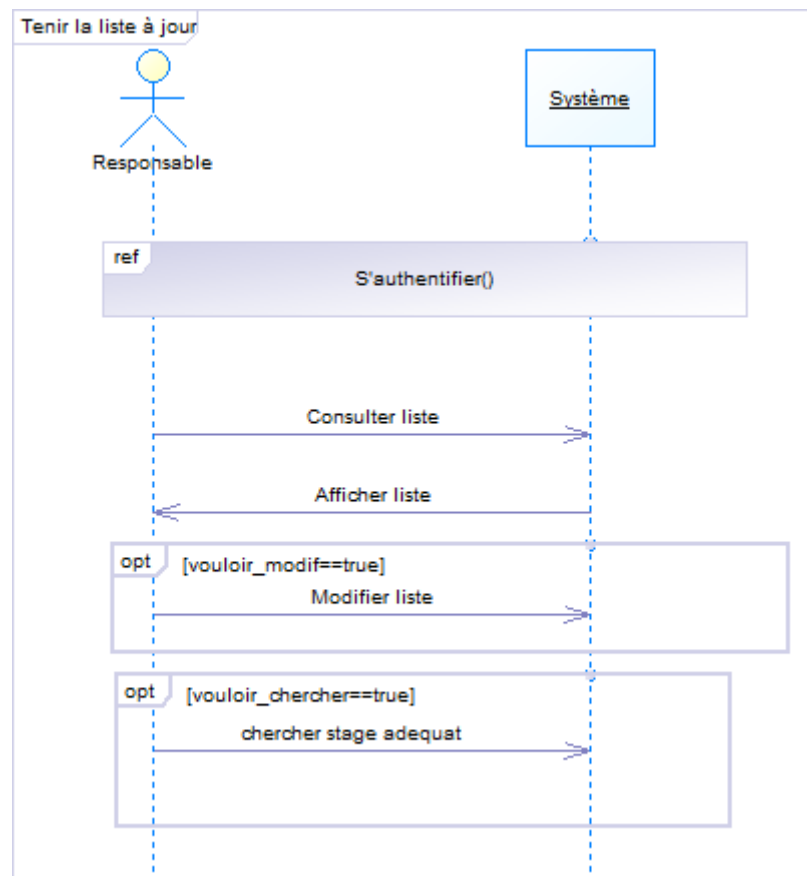 Tenir la liste à jour
Système
Responsable
ref
S'authentifier()
Consulter liste
Afficher liste
opt
[vouloir_modif==true]
Modifier liste
opt
[vouloir_chercher==true]
chercher stage adequat